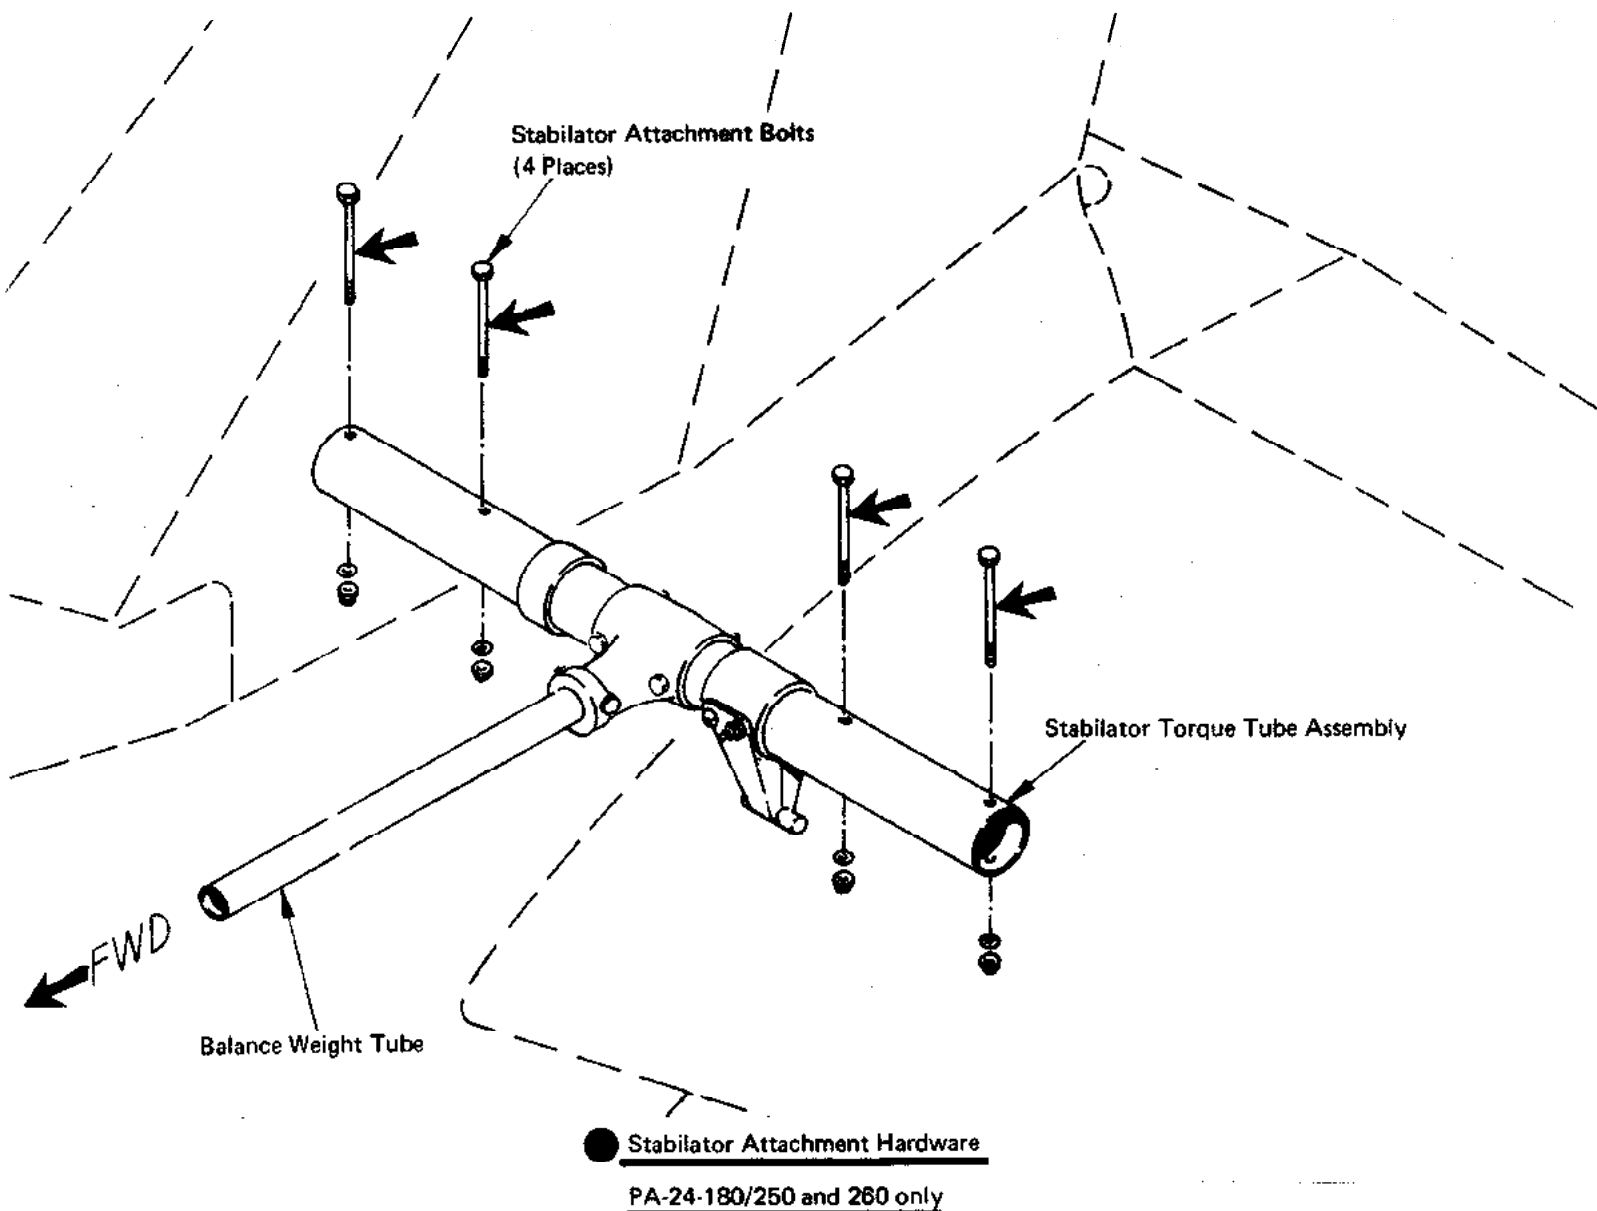 Stabilator Attachment Bolts
(4 Places)
Stabilator Torque Tube Assembly
FWD
Balance Weight Tube
Stabilator Attachment Hardware
PA-24-180/250 and 260 only